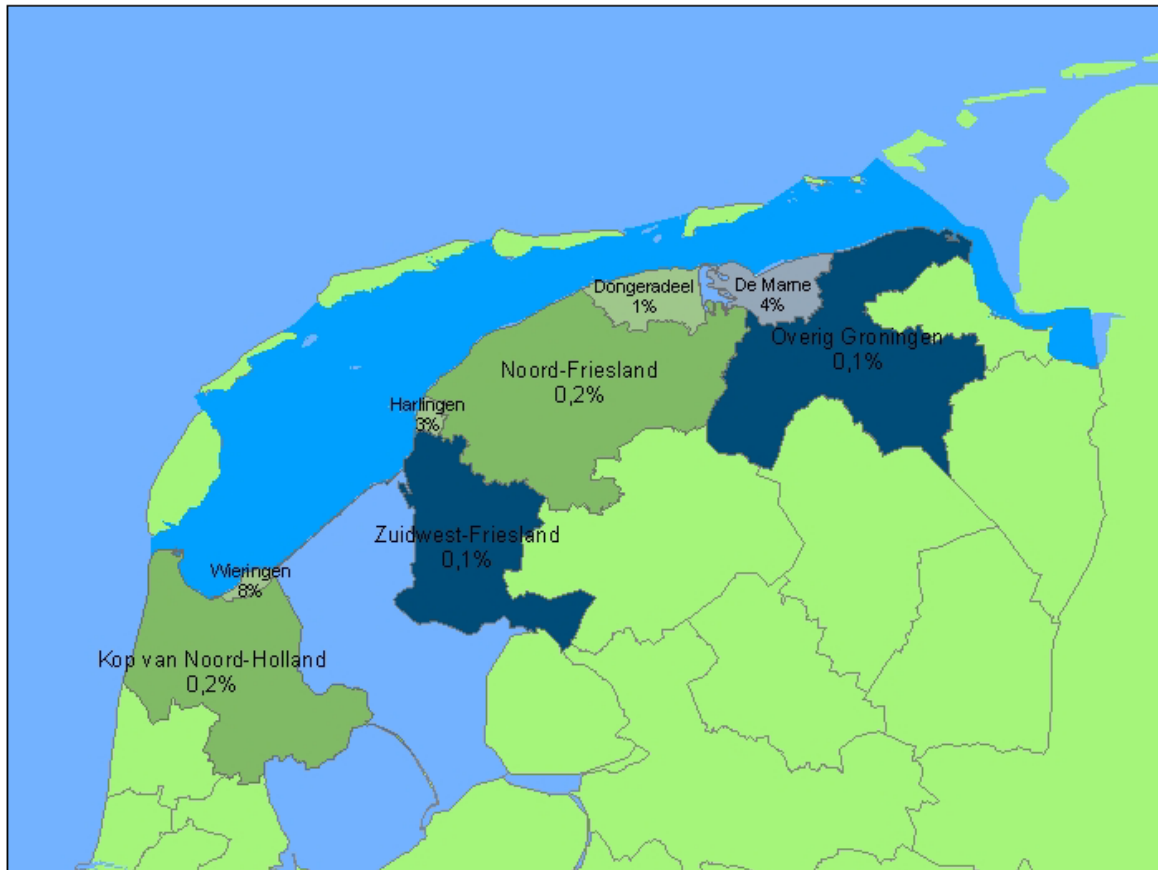 Dongeradeel
1%
De Marne
4%
Overig Groningen
0,1%
Noord-Friesland
0,2%
Harlingen
3%
Zuidwest-Friesland
0,1%
Wieringen
8%
Kop van Noord-Holland
0,2%